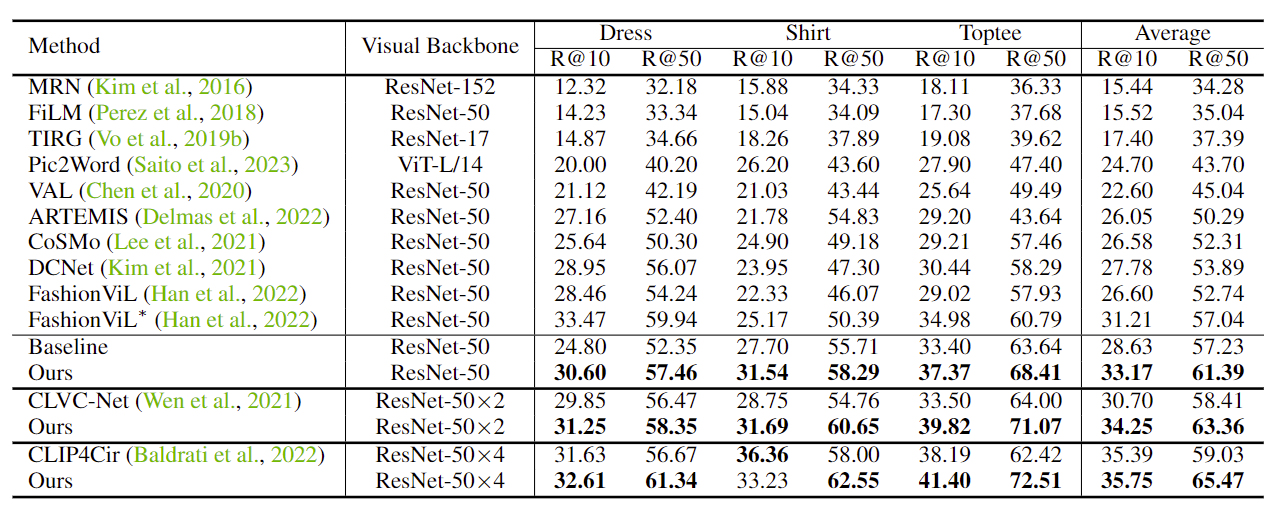 Method Visual Backbone Dress Shirt Toptee Average
R@10 R@50 R@10 R@50 R@10 R@50 R@10 R@50
MRN (Kim et al., 2016) ResNet-152 12.32 32.18 15.88 34.33 18.11 36.33 15.44 34.28
FiLM (Perez et al., 2018) ResNet-50 14.23 33.34 15.04 34.09 17.30 37.68 15.52 35.04
TIRG (Vo et al., 2019b) ResNet-17 14.87 34.66 18.26 37.89 19.08 39.62 17.40 37.39
Pic2Word (Saito et al., 2023) ViT-L/14 20.00 40.20 26.20 43.60 27.90 47.40 24.70 43.70
VAL (Chen et al., 2020) ResNet-50 21.12 42.19 21.03 43.44 25.64 49.49 22.60 45.04
ARTEMIS (Delmas et al., 2022) ResNet-50 27.16 52.40 21.78 54.83 29.20 43.64 26.05 50.29
CoSMo (Lee et al., 2021) ResNet-50 25.64 50.30 24.90 49.18 29.21 57.46 26.58 52.31
DCNet (Kim et al., 2021) ResNet-50 28.95 56.07 23.95 47.30 30.44 58.29 27.78 53.89
FashionViL (Han et al., 2022) ResNet-50 28.46 54.24 22.33 46.07 29.02 57.93 26.60 52.74
FashionViL* (Han et al., 2022) ResNet-50 33.47 59.94 25.17 50.39 34.98 60.79 31.21 57.04
Baseline ResNet-50 24.80 52.35 27.70 55.71 33.40 63.64 28.63 57.23
Ours ResNet-50 30.60 57.46 31.54 58.29 37.37 68.41 33.17 61.39
CLVC-Net (Wen et al., 2021) ResNet-50×2 29.85 56.47 28.75 54.76 33.50 64.00 30.70 58.41
Ours ResNet-50×2 31.25 58.35 31.69 60.65 39.82 71.07 34.25 63.36
CLIP4Cir (Baldrati et al., 2022) ResNet-50×4 31.63 56.67 36.36 58.00 38.19 62.42 35.39 59.03
Ours ResNet-50×4 32.61 61.34 33.23 62.55 41.40 72.51 35.75 65.47